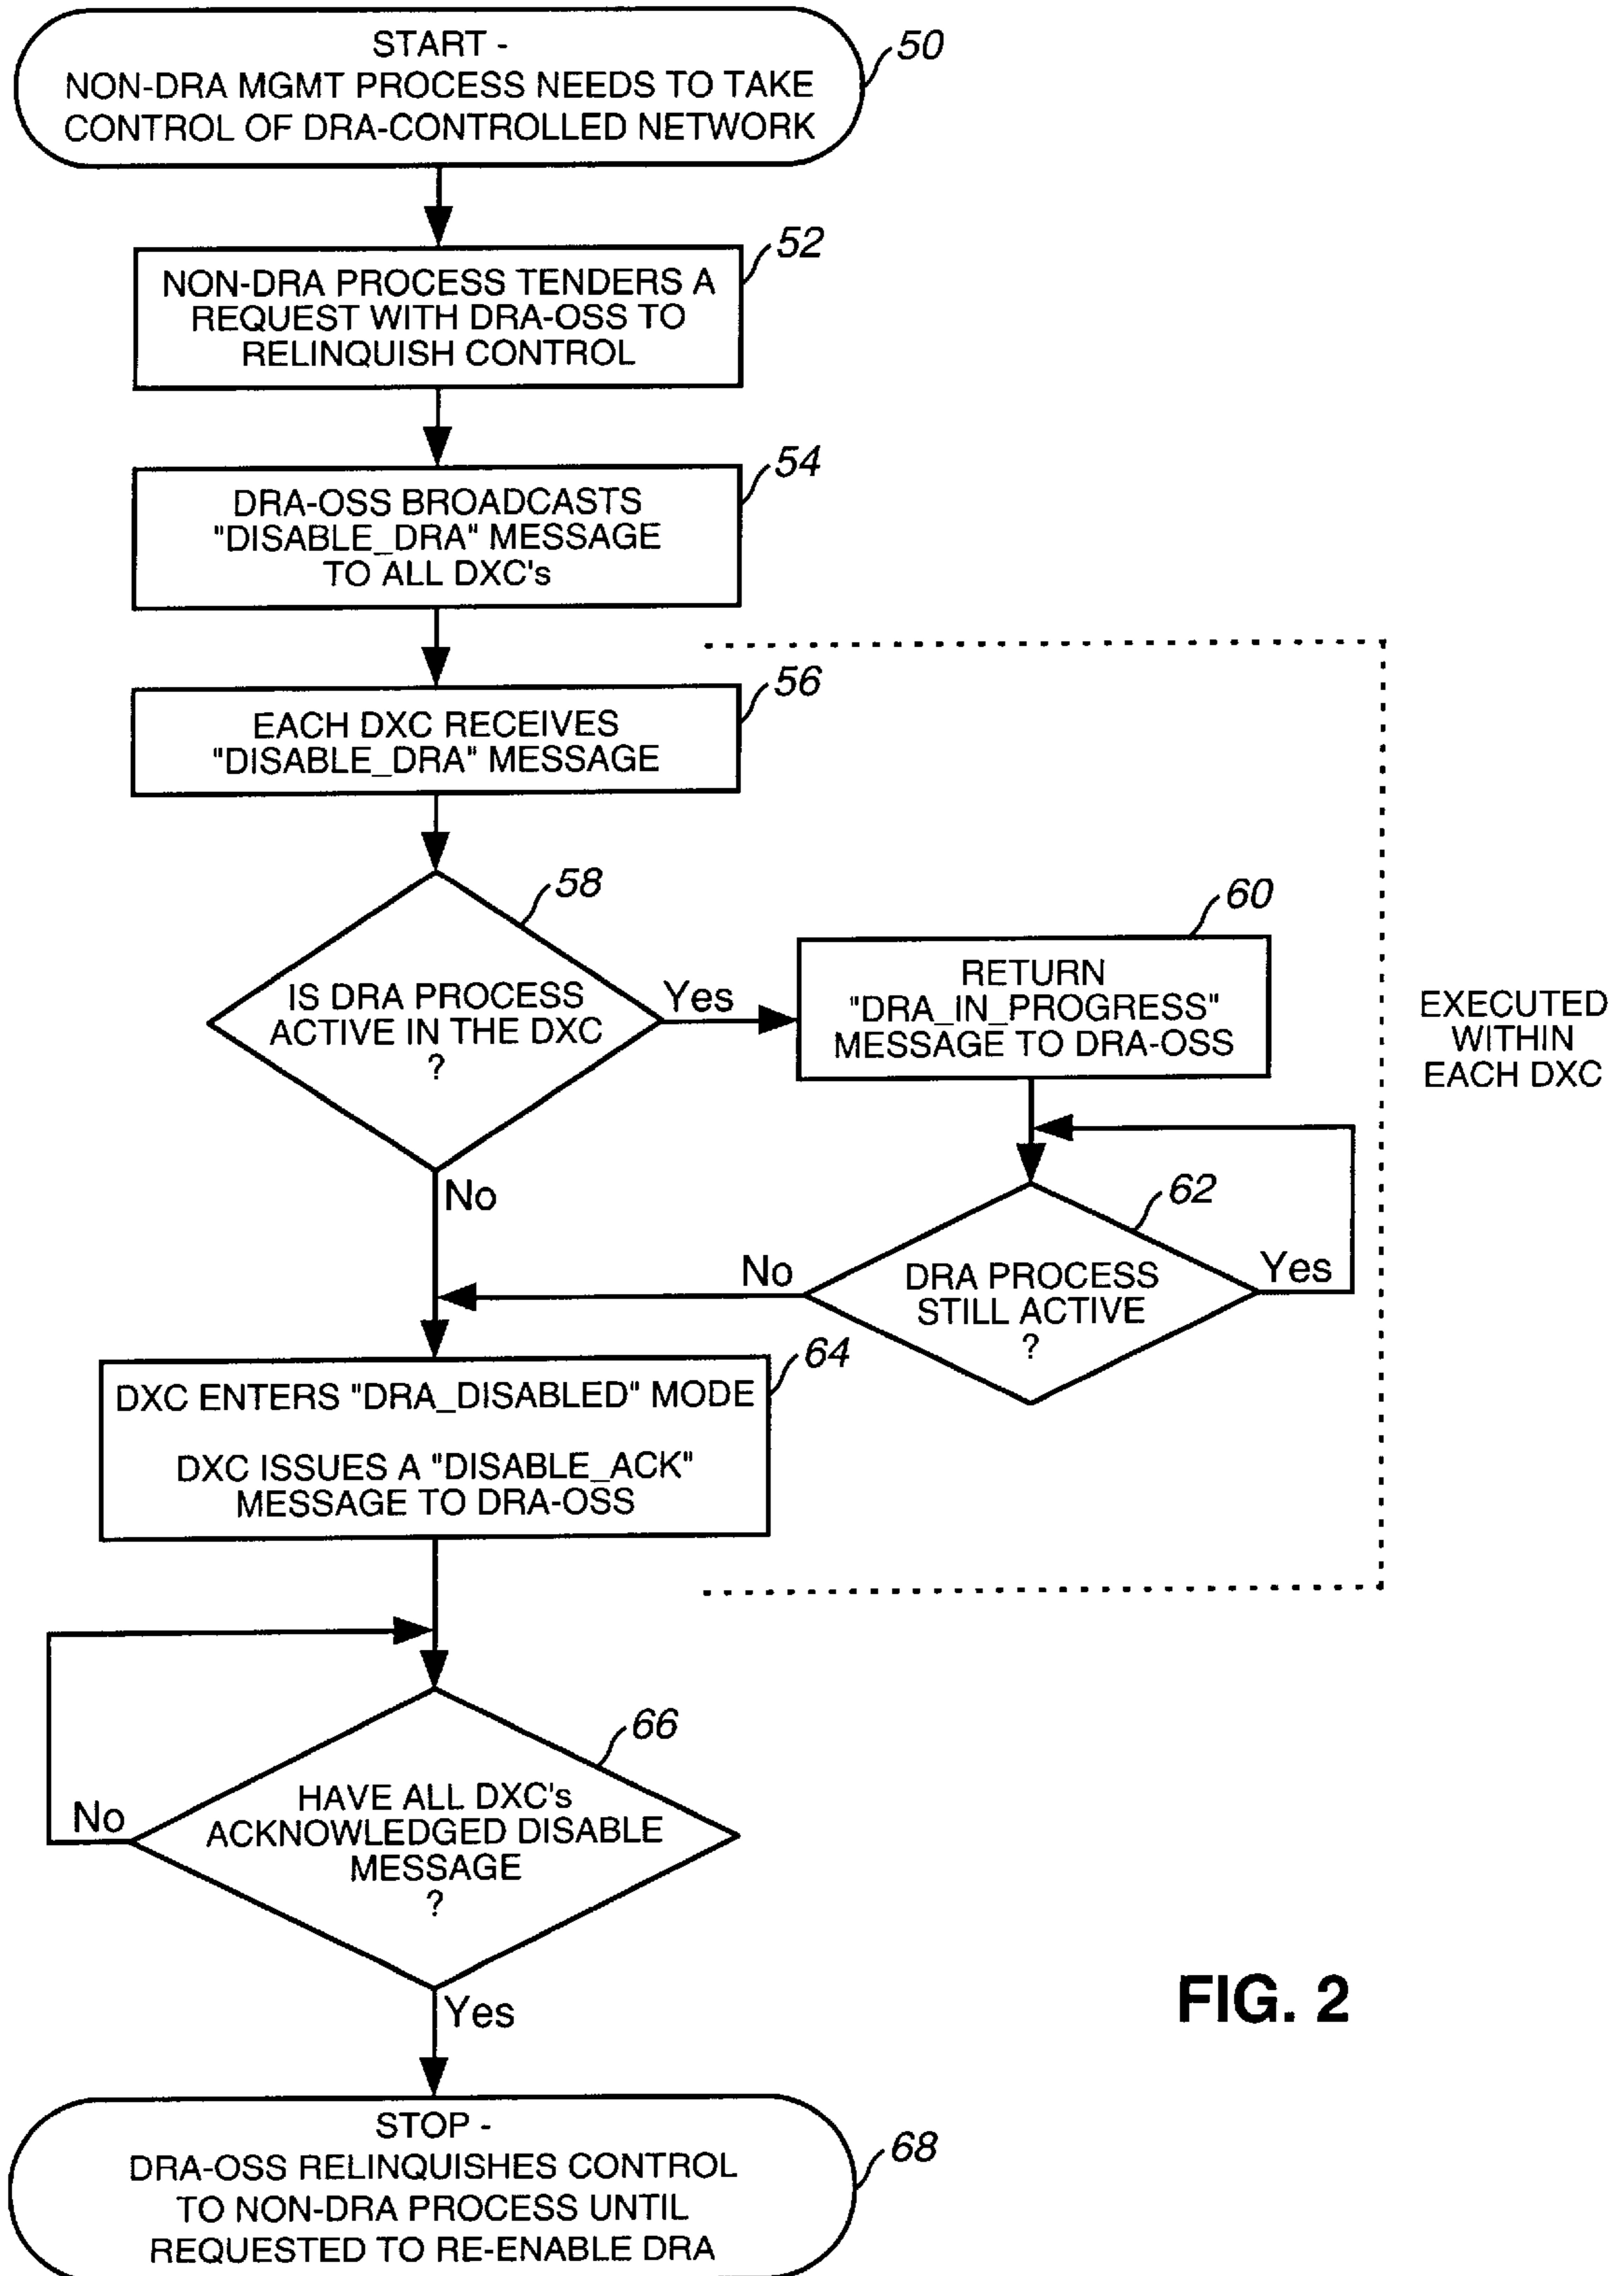 START -
NON-DRA MGMT PROCESS NEEDS TO TAKE
CONTROL OF DRA-CONTROLLED NETWORK
50
NON-DRA PROCESS TENDERS A
REQUEST WITH DRA-OSS TO
RELINQUISH CONTROL
52
DRA-OSS BROADCASTS
"DISABLE_DRA" MESSAGE
TO ALL DXC's
54
EACH DXC RECEIVES
"DISABLE_DRA" MESSAGE
56
IS DRA PROCESS
ACTIVE IN THE DXC
?
58
Yes
No
RETURN
"DRA_IN_PROGRESS"
MESSAGE TO DRA-OSS
60
EXECUTED
WITHIN
EACH DXC
DRA PROCESS
STILL ACTIVE
?
62
Yes
No
DXC ENTERS "DRA_DISABLED" MODE
DXC ISSUES A "DISABLE_ACK"
MESSAGE TO DRA-OSS
64
HAVE ALL DXC's
ACKNOWLEDGED DISABLE
MESSAGE
?
66
No
Yes
FIG. 2
STOP -
DRA-OSS RELINQUISHES CONTROL
TO NON-DRA PROCESS UNTIL
REQUESTED TO RE-ENABLE DRA
68